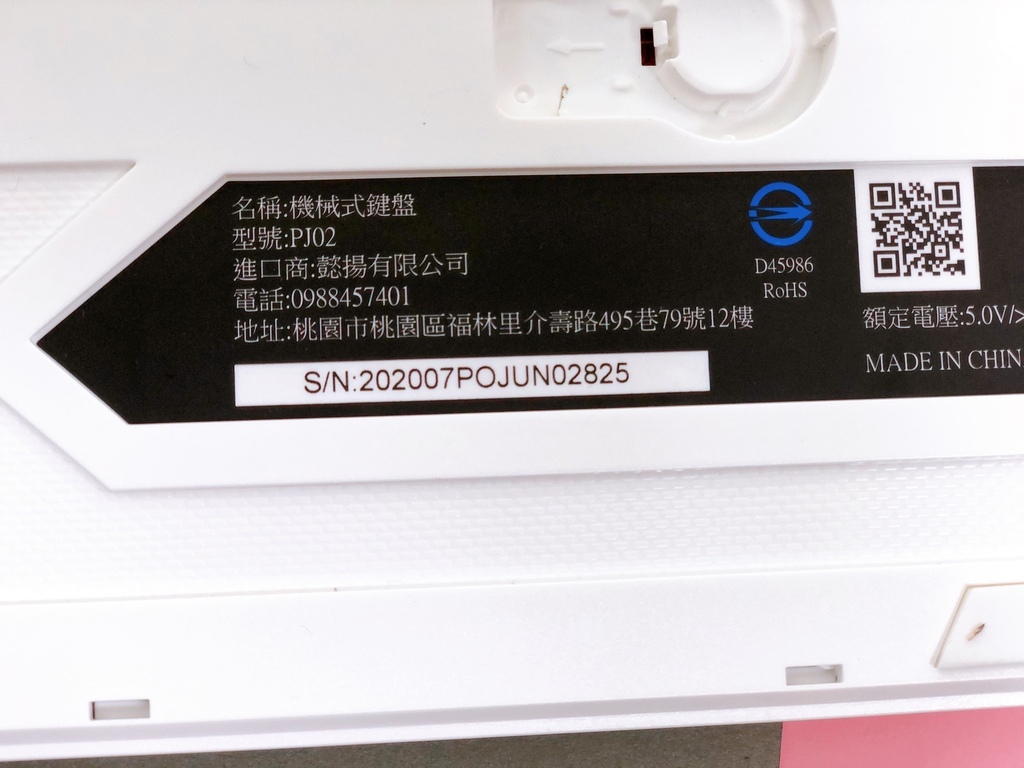 名稱:機械式鍵盤
型號:PJ02
進口商:懿揚有限公司
電話:0988457401
地址:桃園市桃園區福林里介壽路495巷79號12樓
S/N:202007POJUN02825
D45986
RoHS
額定電壓:5.0V/
MADE IN CHIN